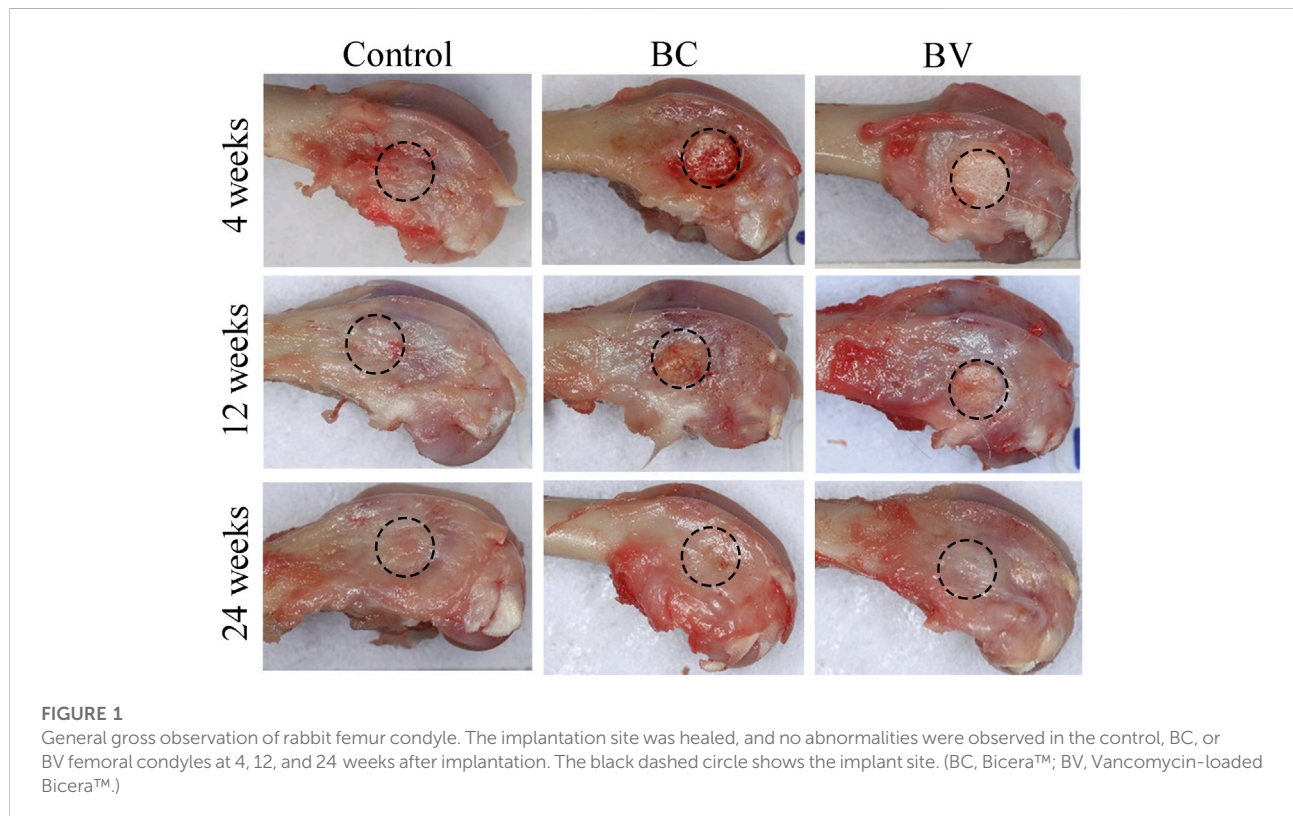 Control BC BV
4 weeks
12 weeks
24 weeks
FIGURE 1
General gross observation of rabbit femur condyle. The implantation site was healed, and no abnormalities were observed in the control, BC, or
BV femoral condyles at 4, 12, and 24 weeks after implantation. The black dashed circle shows the implant site. (BC, Bicera™; BV, Vancomycin-loaded
Bicera™.)